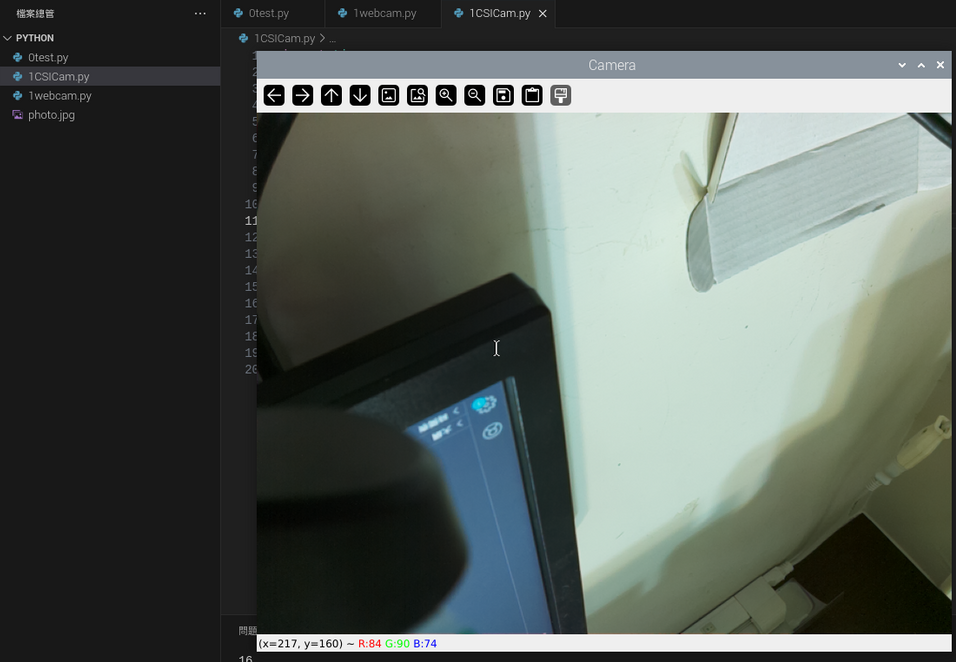 檔案總管
PYTHON
0test.py
1CSICam.py
1webcam.py
photo.jpg
0test.py
1webcam.py
1CSICam.py
1CSICam.py > ...
Camera
11
12
13
14
15
16
17
18
19
20
問題
(x=217, y=160) ~ R:84 G:90 B:74
16